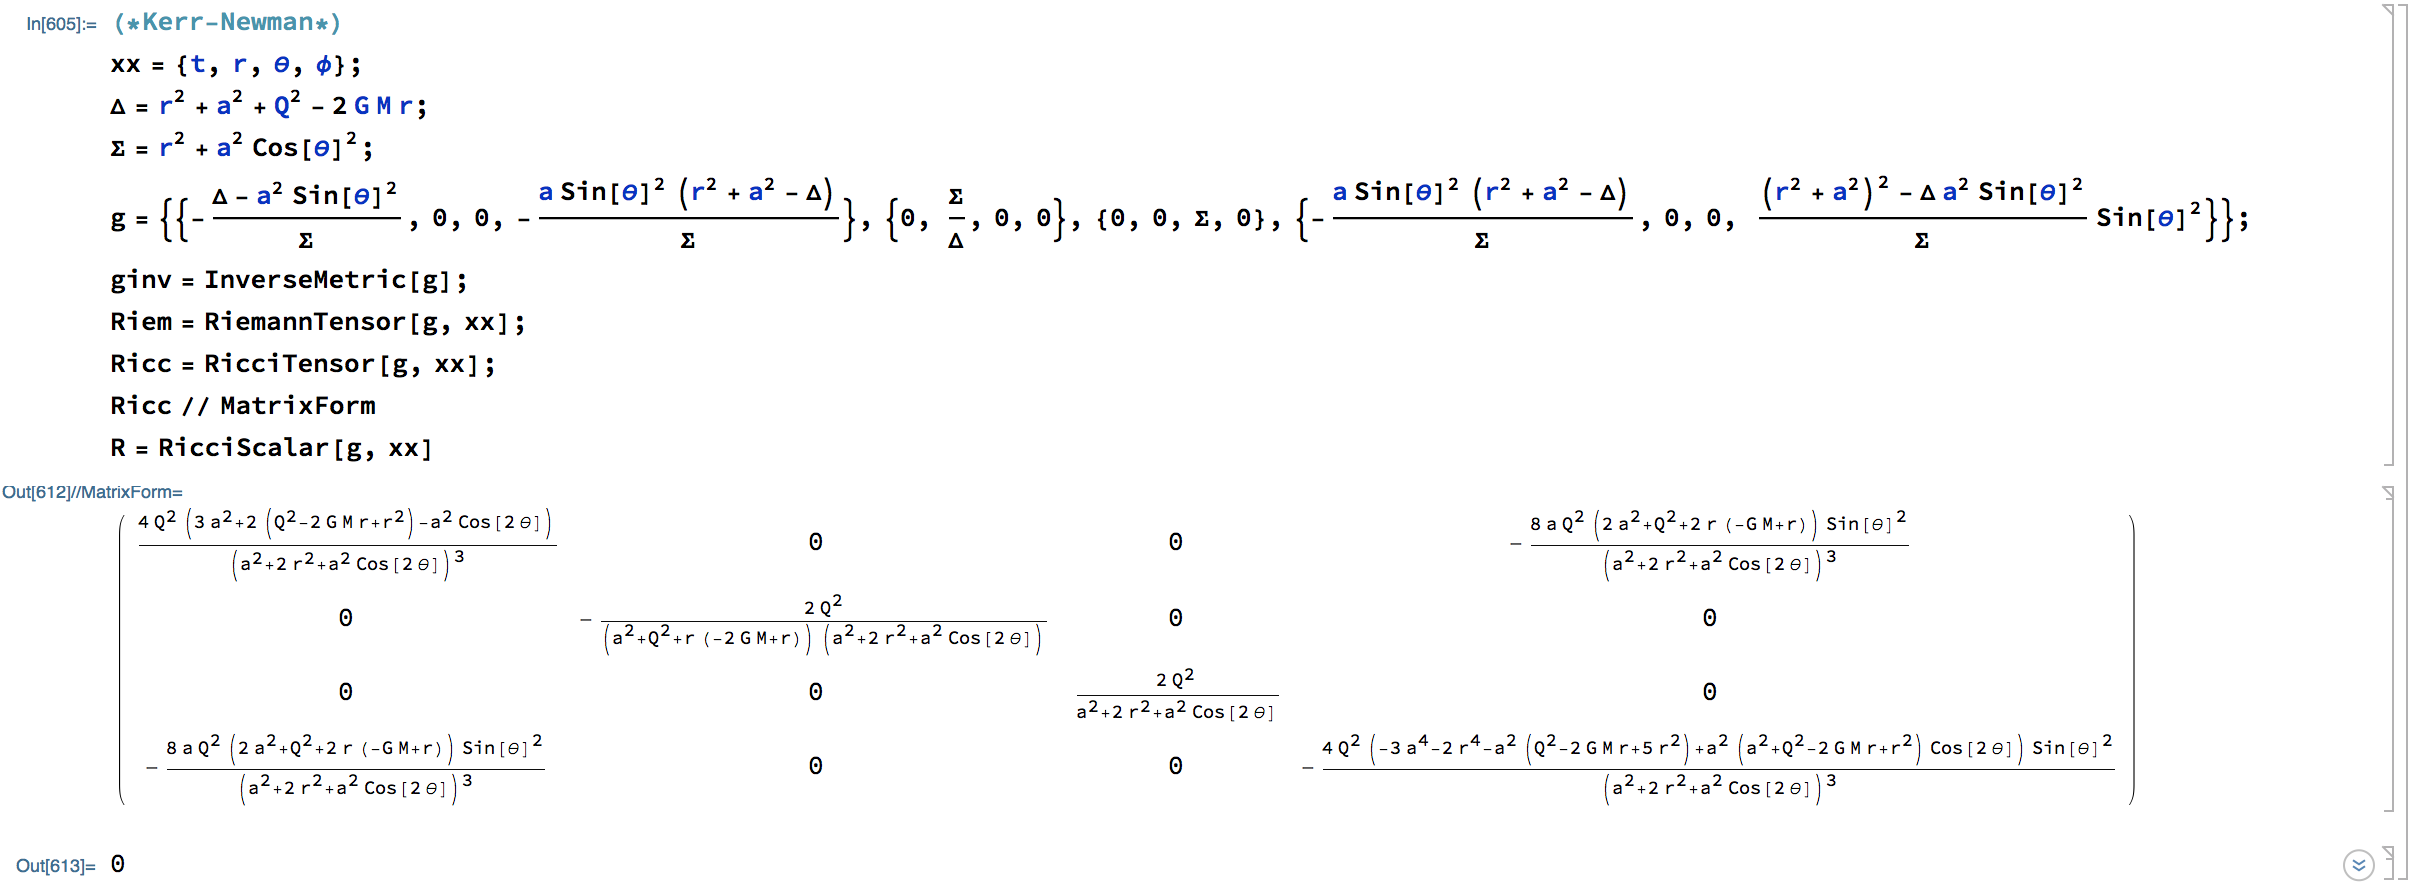 In[605]:= (*Kerr-Newman*)
xx = {t, r, θ, ϕ};
Δ = r² + a² + Q² - 2 G M r;
Σ = r² + a² Cos[θ]²;
g = {{-(Δ - a² Sin[θ]²)/Σ, 0, 0, -(a Sin[θ]² (r² + a² - Δ))/Σ}, {0, Σ/Δ, 0, 0}, {0, 0, Σ, 0}, {-(a Sin[θ]² (r² + a² - Δ))/Σ, 0, 0, ((r² + a²)² - Δ a² Sin[θ]²)/Σ Sin[θ]²}};
ginv = InverseMetric[g];
Riem = RiemannTensor[g, xx];
Ricc = RicciTensor[g, xx];
Ricc // MatrixForm
R = RicciScalar[g, xx]
Out[612]//MatrixForm=
(4 Q² (3 a²+2 (Q²-2 G M r+r²)-a² Cos[2 θ]))/(a²+2 r²+a² Cos[2 θ])³ 0 0 -(8 a Q² (2 a²+Q²+2 r (-G M+r)) Sin[θ]²)/(a²+2 r²+a² Cos[2 θ])³
0 -(2 Q²)/((a²+Q²+r (-2 G M+r)) (a²+2 r²+a² Cos[2 θ])) 0 0
0 0 (2 Q²)/(a²+2 r²+a² Cos[2 θ]) 0
-(8 a Q² (2 a²+Q²+2 r (-G M+r)) Sin[θ]²)/(a²+2 r²+a² Cos[2 θ])³ 0 0 -(4 Q² (-3 a⁴-2 r⁴-a² (Q²-2 G M r+5 r²)+a² (a²+Q²-2 G M r+r²) Cos[2 θ]) Sin[θ]²)/(a²+2 r²+a² Cos[2 θ])³
Out[613]= 0